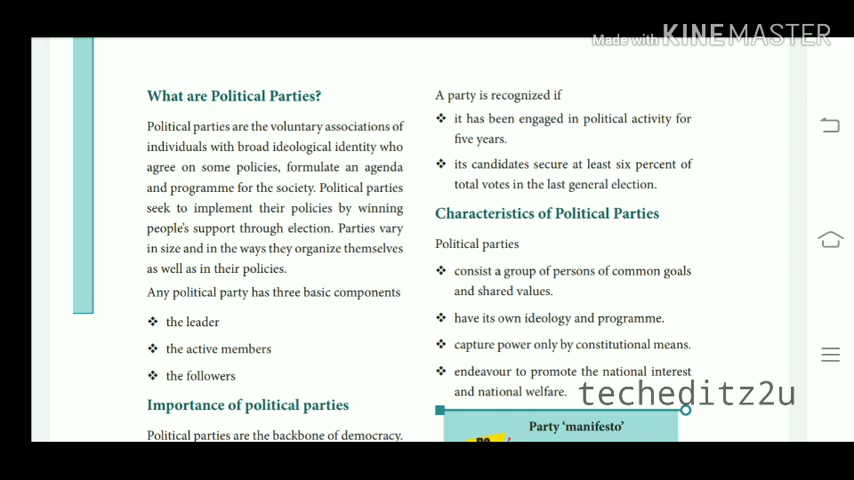 Made with KINEMASTER
What are Political Parties?
Political parties are the voluntary associations of
individuals with broad ideological identity who
agree on some policies, formulate an agenda
and programme for the society. Political parties
seek to implement their policies by winning
people's support through election. Parties vary
in size and in the ways they organize themselves
as well as in their policies.
Any political party has three basic components
❖ the leader
❖ the active members
❖ the followers
Importance of political parties
Political parties are the backbone of democracy.
A party is recognized if
❖ it has been engaged in political activity for
five years.
❖ its candidates secure at least six percent of
total votes in the last general election.
Characteristics of Political Parties
Political parties
❖ consist a group of persons of common goals
and shared values.
❖ have its own ideology and programme.
❖ capture power only by constitutional means.
❖ endeavour to promote the national interest
and national welfare.
techeditz2u
Party 'manifesto'